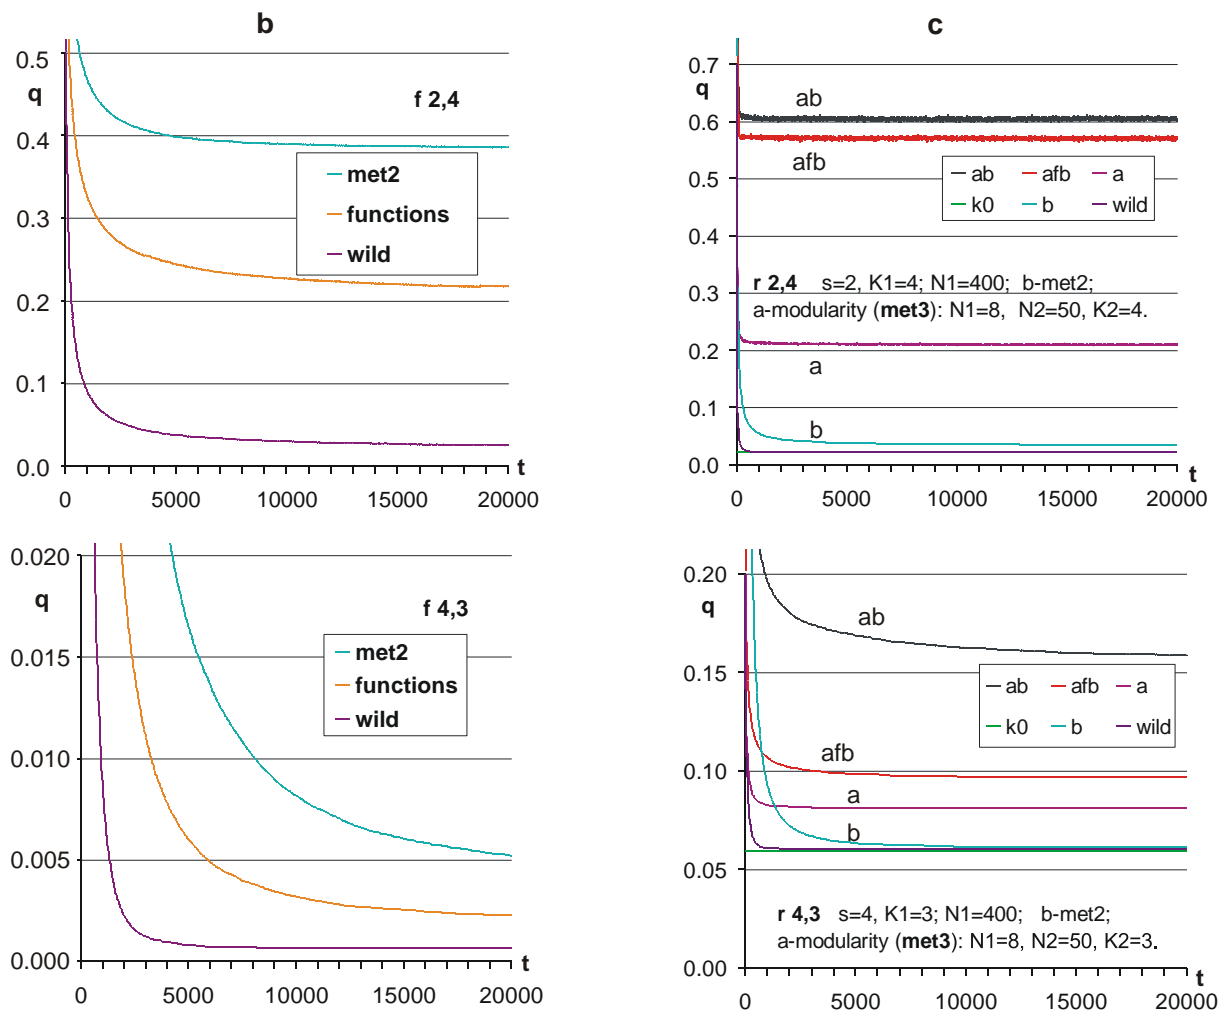 b
0.5
q
f 2,4
0.4
met2
0.3
functions
wild
0.2
0.1
0.0
t
0 5000 10000 15000 20000
c
0.7
q
ab
0.6
afb
ab afb a
k0 b wild
0.5
0.4
r 2,4 s=2, K1=4; N1=400; b-met2;
0.3
a-modularity (met3): N1=8, N2=50, K2=4.
0.2
a
0.1
b
0.0
t
0 5000 10000 15000 20000
0.020
q
f 4,3
0.015
met2
functions
wild
0.010
0.005
0.000
t
0 5000 10000 15000 20000
0.20
q
ab
0.15
ab afb a
k0 b wild
afb
0.10
a
b
0.05
r 4,3 s=4, K1=3; N1=400; b-met2;
a-modularity (met3): N1=8, N2=50, K2=3.
0.00
t
0 5000 10000 15000 20000